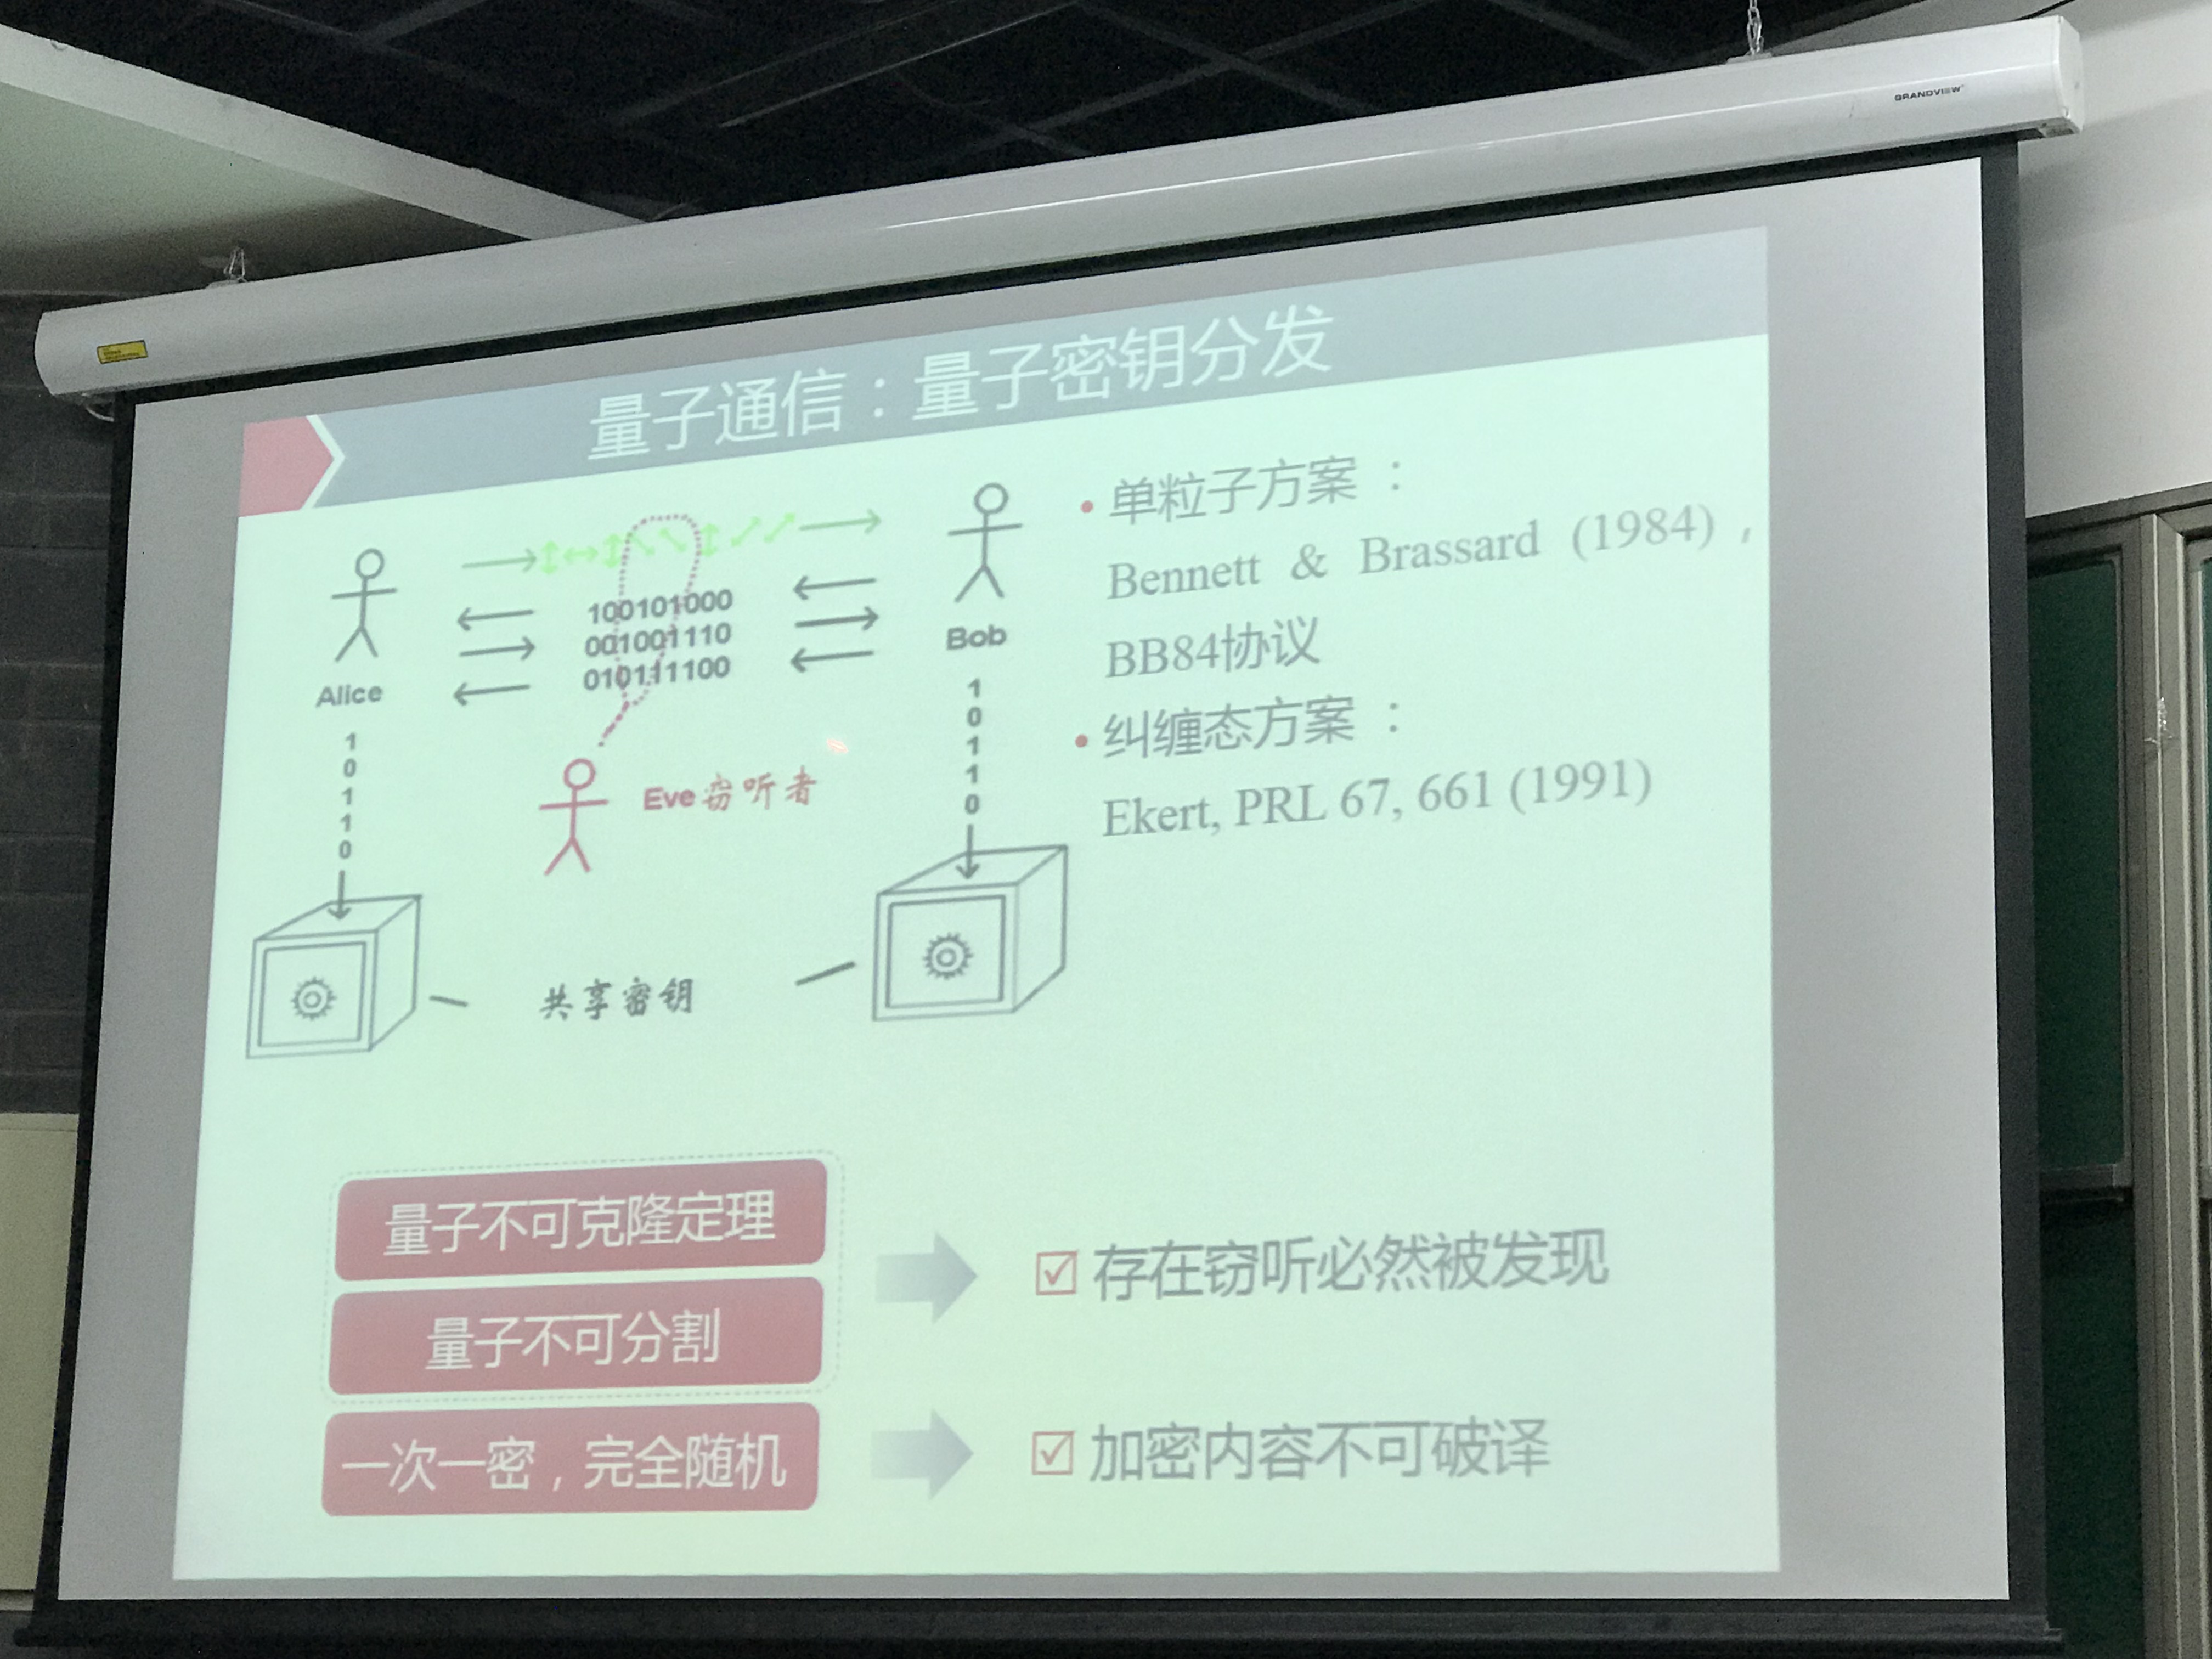 GRANDVIEW
量子通信：量子密钥分发
100101000
001001110
010111100
Alice
Bob
1
0
1
1
0
1
0
1
1
0
Eve窃听者
共享密钥
• 单粒子方案：
Bennett & Brassard (1984)，
BB84协议
• 纠缠态方案：
Ekert, PRL 67, 661 (1991)
量子不可克隆定理
量子不可分割
存在窃听必然被发现
一次一密，完全随机
加密内容不可破译